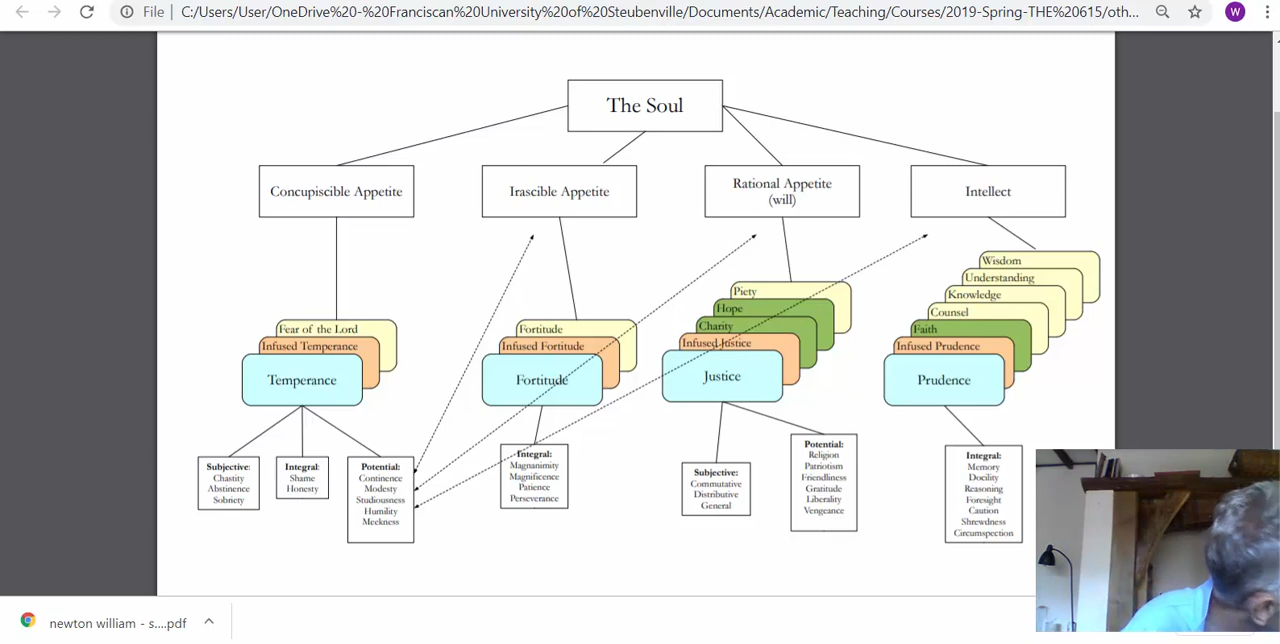 File
C:/Users/User/OneDrive%20-%20Franciscan%20University%20of%20Steubenville/Documents/Academic/Teaching/Courses/2019-Spring-THE%20615/oth...
W
The Soul
Concupiscible Appetite
Irascible Appetite
Rational Appetite
(will)
Intellect
Fear of the Lord
Infused Temperance
Temperance
Fortitude
Infused Fortitude
Fortitude
Piety
Hope
Charity
Infused Justice
Justice
Wisdom
Understanding
Knowledge
Counsel
Faith
Infused Prudence
Prudence
Subjective:
Chastity
Abstinence
Sobriety
Integral:
Shame
Honesty
Potential:
Continence
Modesty
Studiousness
Humility
Meekness
Integral:
Magnanimity
Magnificence
Patience
Perseverance
Subjective:
Commutative
Distributive
General
Potential:
Religion
Patriotism
Friendliness
Gratitude
Liberality
Vengeance
Integral:
Memory
Docility
Reasoning
Foresight
Caution
Shrewdness
Circumspection
newton william - s....pdf